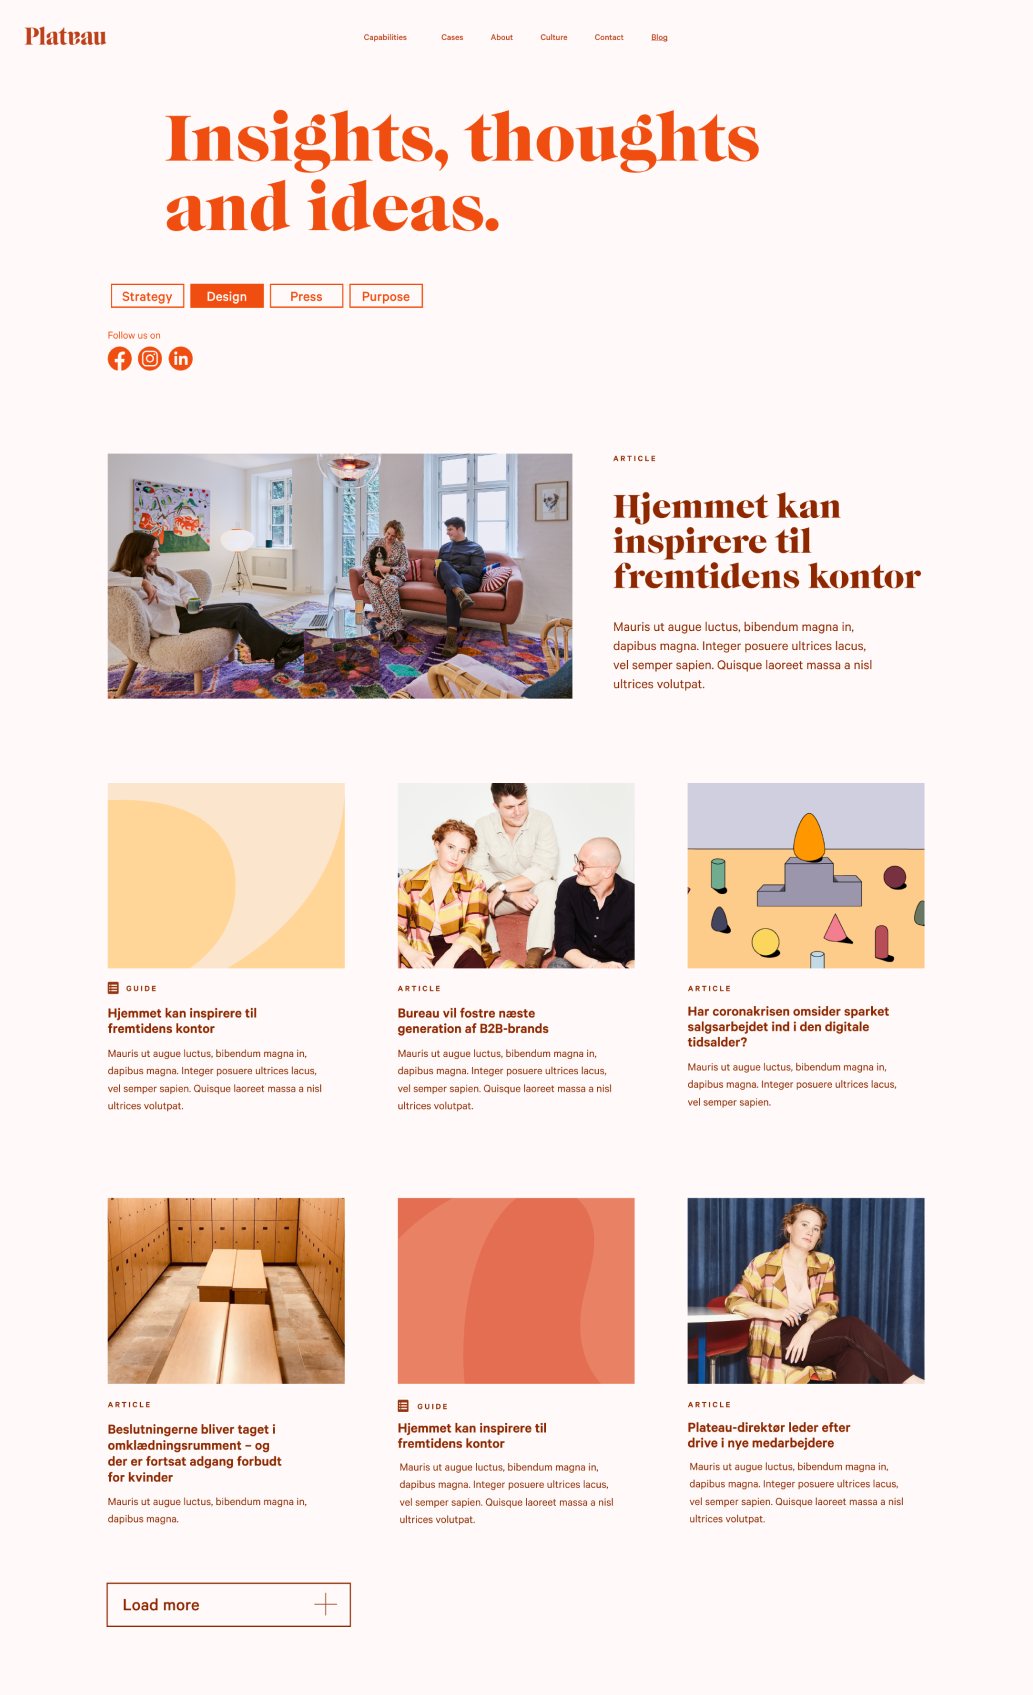 Plateau
Capabilities
Cases
About
Culture
Contact
Blog
Insights, thoughts
and ideas.
Strategy
Design
Press
Purpose
Follow us on
ARTICLE
Hjemmet kan
inspirere til
fremtidens kontor
Mauris ut augue luctus, bibendum magna in,
dapibus magna. Integer posuere ultrices lacus,
vel semper sapien. Quisque laoreet massa a nisl
ultrices volutpat.
GUIDE
Hjemmet kan inspirere til
fremtidens kontor
Mauris ut augue luctus, bibendum magna in,
dapibus magna. Integer posuere ultrices lacus,
vel semper sapien. Quisque laoreet massa a nisl
ultrices volutpat.
ARTICLE
Bureau vil fostre næste
generation af B2B-brands
Mauris ut augue luctus, bibendum magna in,
dapibus magna. Integer posuere ultrices lacus,
vel semper sapien. Quisque laoreet massa a nisl
ultrices volutpat.
ARTICLE
Har coronakrisen omsider sparket
salgsarbejdet ind i den digitale
tidsalder?
Mauris ut augue luctus, bibendum magna in,
dapibus magna. Integer posuere ultrices lacus,
vel semper sapien.
ARTICLE
Beslutningerne bliver taget i
omklædningsrumment – og
der er fortsat adgang forbudt
for kvinder
Mauris ut augue luctus, bibendum magna in,
dapibus magna.
GUIDE
Hjemmet kan inspirere til
fremtidens kontor
Mauris ut augue luctus, bibendum magna in,
dapibus magna. Integer posuere ultrices lacus,
vel semper sapien. Quisque laoreet massa a nisl
ultrices volutpat.
ARTICLE
Plateau-direktør leder efter
drive i nye medarbejdere
Mauris ut augue luctus, bibendum magna in,
dapibus magna. Integer posuere ultrices lacus,
vel semper sapien. Quisque laoreet massa a nisl
ultrices volutpat.
Load more